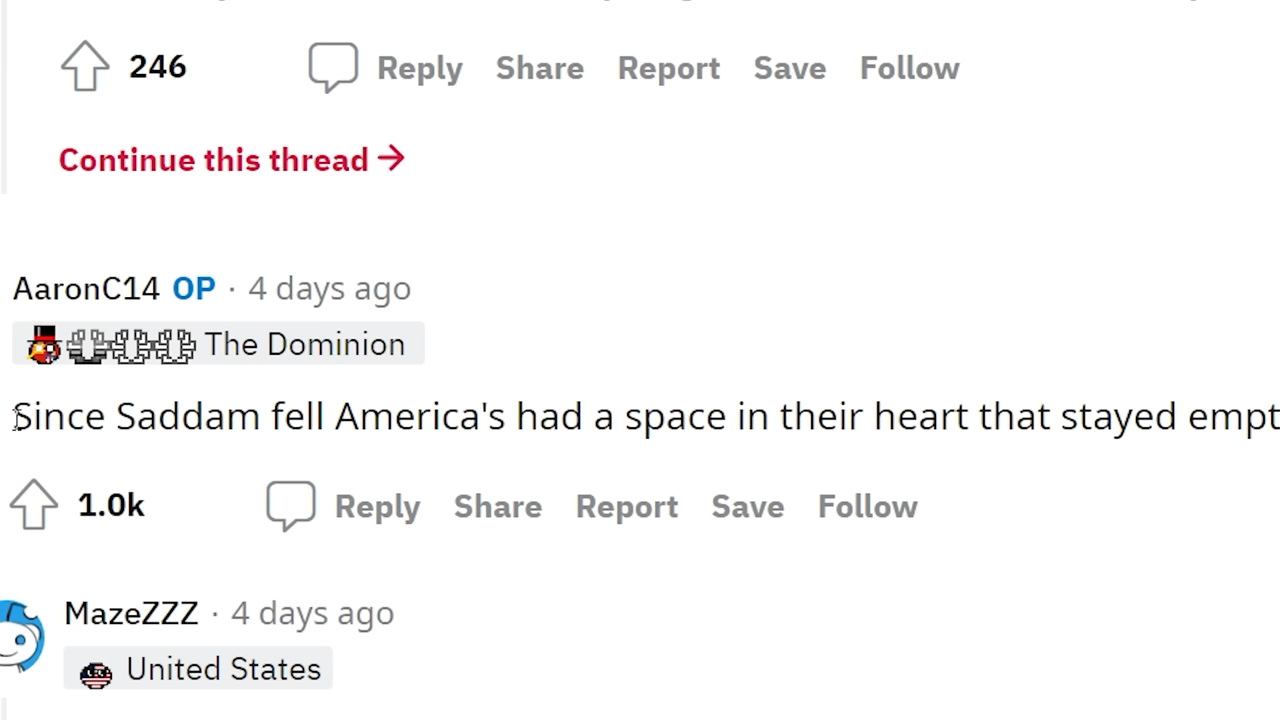 246 Reply Share Report Save Follow
Continue this thread →
AaronC14 OP · 4 days ago
The Dominion
Since Saddam fell America's had a space in their heart that stayed empt
1.0k Reply Share Report Save Follow
MazeZZZ · 4 days ago
United States